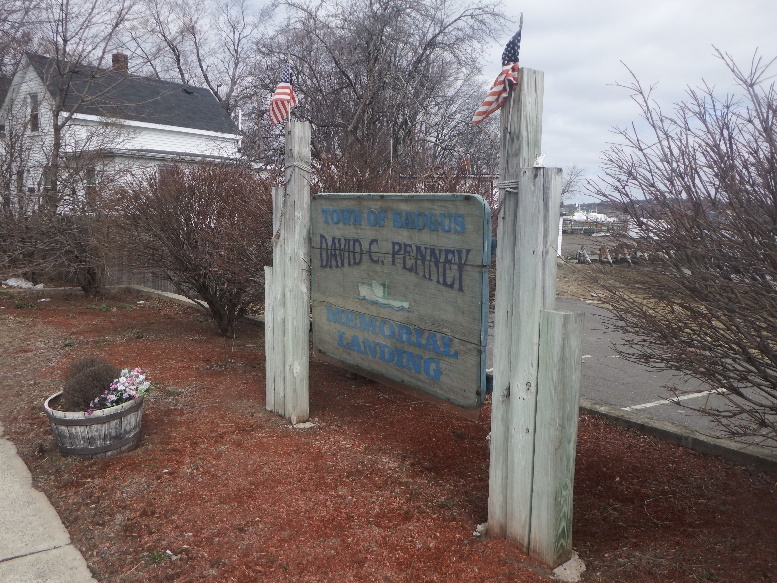 TOWN OF SAUGUS
DAVID C. PENNEY
MEMORIAL
LANDING